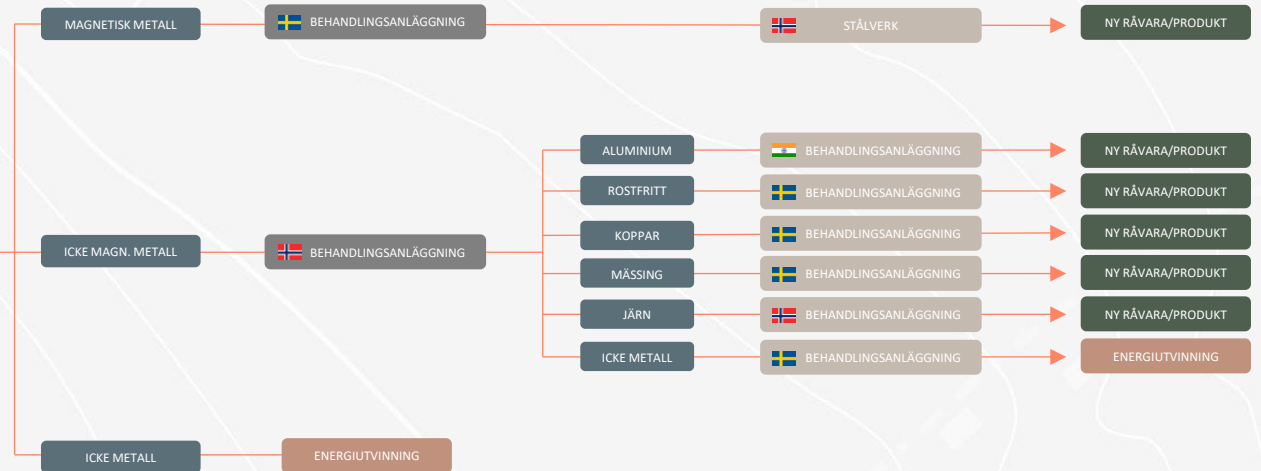 MAGNETISK METALL
BEHANDLINGSANLÄGGNING
STÅLVERK
NY RÅVARA/PRODUKT
ALUMINIUM
BEHANDLINGSANLÄGGNING
NY RÅVARA/PRODUKT
ROSTFRITT
BEHANDLINGSANLÄGGNING
NY RÅVARA/PRODUKT
ICKE MAGN. METALL
BEHANDLINGSANLÄGGNING
KOPPAR
BEHANDLINGSANLÄGGNING
NY RÅVARA/PRODUKT
MÄSSING
BEHANDLINGSANLÄGGNING
NY RÅVARA/PRODUKT
JÄRN
BEHANDLINGSANLÄGGNING
NY RÅVARA/PRODUKT
ICKE METALL
BEHANDLINGSANLÄGGNING
ENERGIUTVINNING
ICKE METALL
ENERGIUTVINNING